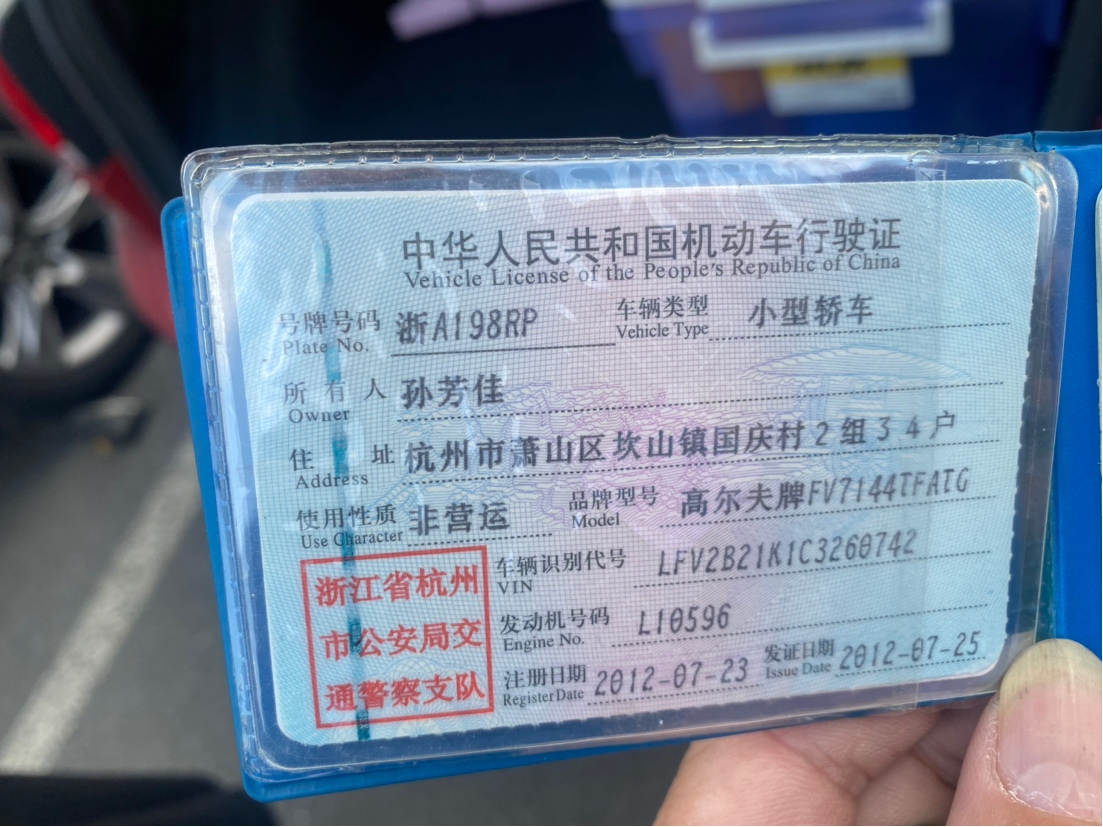 中华人民共和国机动车行驶证
Vehicle License of the People's Republic of China
号牌号码 浙A198RP 车辆类型 小型轿车
Plate No. Vehicle Type
所有人 孙芳佳
Owner
住址 杭州市萧山区坎山镇国庆村2组34户
Address
使用性质 非营运 品牌型号 高尔夫牌FV7144TFATG
Use Character Model
浙江省杭州
市公安局交
通警察支队
车辆识别代号 LFV2B21K1C3260742
VIN
发动机号码 L10596
Engine No.
注册日期 2012-07-23 发证日期 2012-07-25
Register Date Issue Date